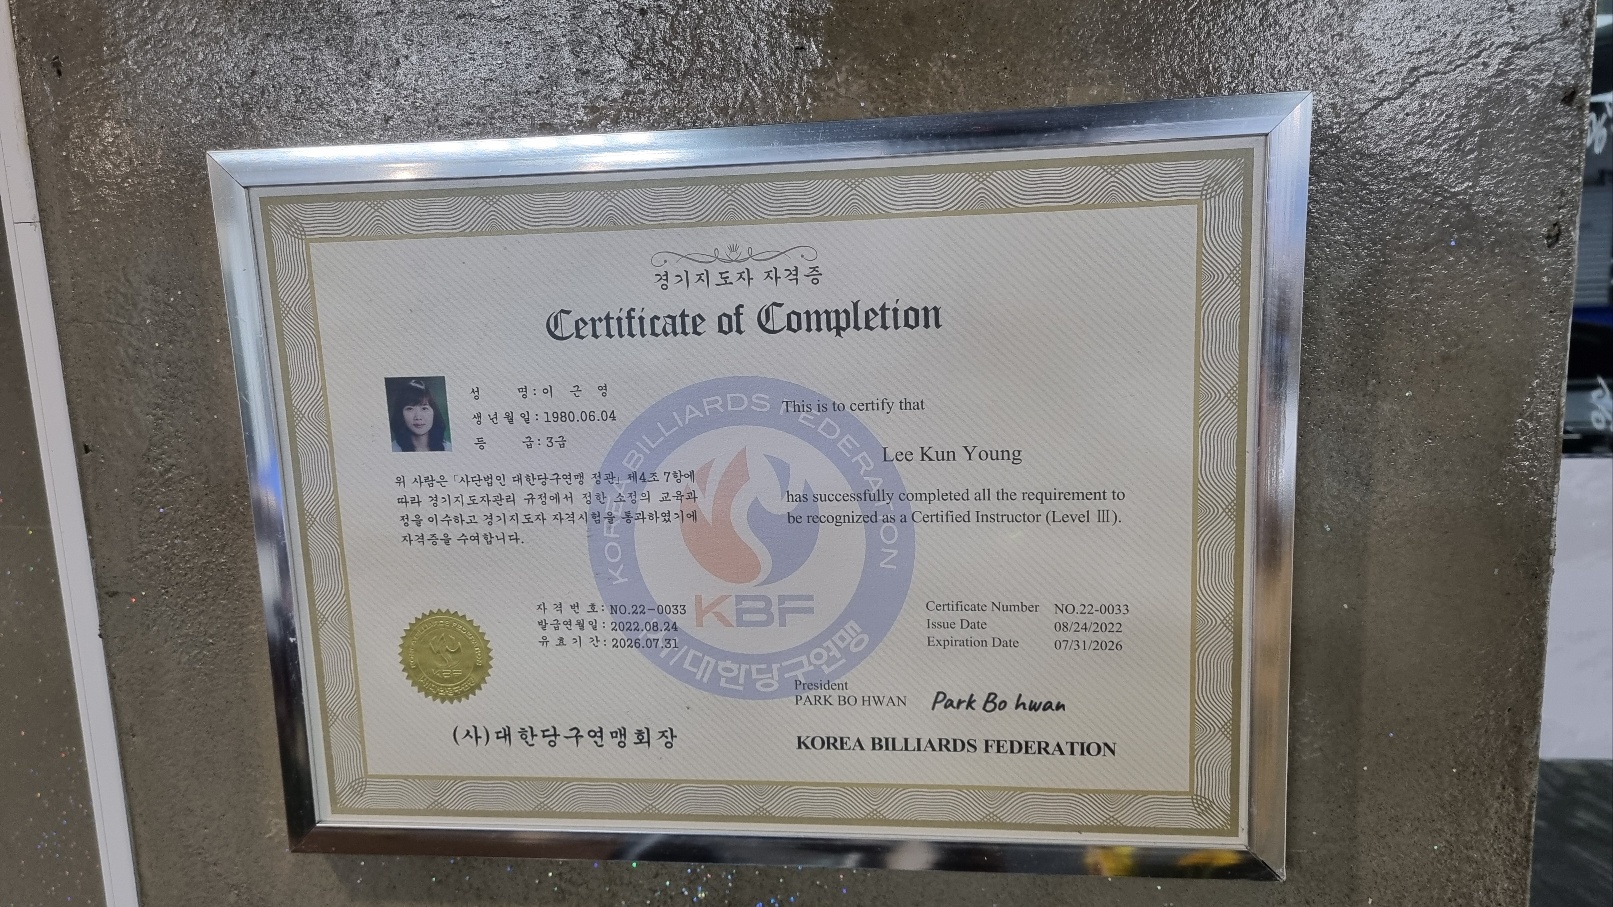 경기지도자 자격증
Certificate of Completion
성 명: 이 근 영
생년월일: 1980.06.04
등 급: 3급
위 사람은 「사단법인 대한당구연맹 정관」 제4조 7항에
따라 경기지도자관리 규정에서 정한 소정의 교육과
정을 이수하고 경기지도자 자격시험을 통과하였기에
자격증을 수여합니다.
This is to certify that
Lee Kun Young
has successfully completed all the requirement to
be recognized as a Certified Instructor (Level Ⅲ).
KOREA BILLIARDS FEDERATION
KBF
(사)대한당구연맹
자격번호: NO.22-0033
발급연월일: 2022.08.24
유효기간: 2026.07.31
Certificate Number NO.22-0033
Issue Date 08/24/2022
Expiration Date 07/31/2026
KBF
President
PARK BO HWAN Park Bo hwan
(사)대한당구연맹회장
KOREA BILLIARDS FEDERATION